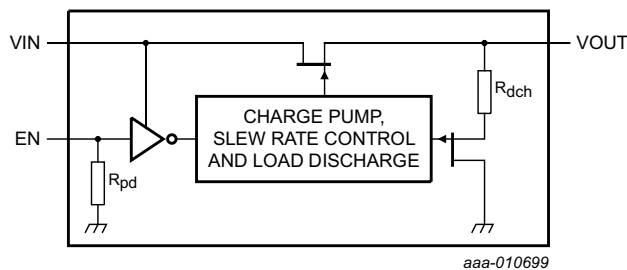 VIN
VOUT
Rdch
CHARGE PUMP,
SLEW RATE CONTROL
AND LOAD DISCHARGE
EN
Rpd
aaa-010699